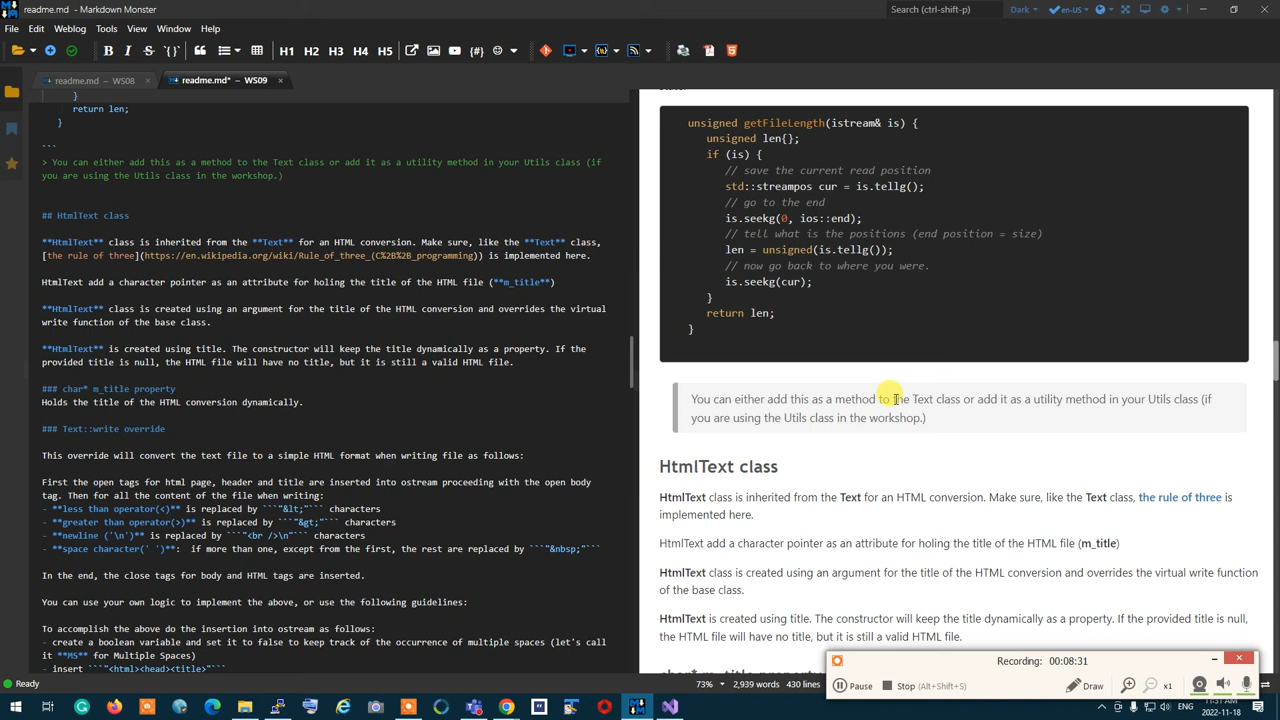 readme.md* - Markdown Monster
Search (ctrl-shift-p)
Dark
en-US
File Edit Weblog Tools View Window Help
B I S {} H1 H2 H3 H4 H5
readme.md - WS08 × readme.md* - WS09 ×
}
return len;
}
```
> You can either add this as a method to the Text class or add it as a utility method in your Utils class (if
you are using the Utils class in the workshop.)
## HtmlText class
**HtmlText** class is inherited from the **Text** for an HTML conversion. Make sure, like the **Text** class,
[the rule of three](https://en.wikipedia.org/wiki/Rule_of_three_(C%2B%2B_programming)) is implemented here.
HtmlText add a character pointer as an attribute for holing the title of the HTML file (**m_title**)
**HtmlText** class is created using an argument for the title of the HTML conversion and overrides the virtual
write function of the base class.
**HtmlText** is created using title. The constructor will keep the title dynamically as a property. If the
provided title is null, the HTML file will have no title, but it is still a valid HTML file.
### char* m_title property
Holds the title of the HTML conversion dynamically.
### Text::write override
This override will convert the text file to a simple HTML format when writing file as follows:
First the open tags for html page, header and title are inserted into ostream proceeding with the open body
tag. Then for all the content of the file when writing:
- **less than operator(<) is replaced by ```"&lt;"``` characters
- **greater than operator(>) is replaced by ```"&gt;"``` characters
- **newline ('\n')** is replaced by ```"<br />\n"``` characters
- **space character(' ')**: if more than one, except from the first, the rest are replaced by ```"&nbsp;"```
In the end, the close tags for body and HTML tags are inserted.
You can use your own logic to implement the above, or use the following guidelines:
To accomplish the above do the insertion into ostream as follows:
- create a boolean variable and set it to false to keep track of the occurrence of multiple spaces (let's call
it **MS** for Multiple Spaces)
- insert ```"<html><head><title>"```
unsigned getFileLength(istream& is) {
unsigned len{};
if (is) {
// save the current read position
std::streampos cur = is.tellg();
// go to the end
is.seekg(0, ios::end);
// tell what is the positions (end position = size)
len = unsigned(is.tellg());
// now go back to where you were.
is.seekg(cur);
}
return len;
}
You can either add this as a method to the Text class or add it as a utility method in your Utils class (if
you are using the Utils class in the workshop.)
HtmlText class
HtmlText class is inherited from the Text for an HTML conversion. Make sure, like the Text class, the rule of three is
implemented here.
HtmlText add a character pointer as an attribute for holing the title of the HTML file (m_title)
HtmlText class is created using an argument for the title of the HTML conversion and overrides the virtual write function
of the base class.
HtmlText is created using title. The constructor will keep the title dynamically as a property. If the provided title is null,
the HTML file will have no title, but it is still a valid HTML file.
Recording: 00:08:31
Pause Stop (Alt+Shift+S) Draw x1
Ready
73% 2,939 words 430 lines
ENG
11:31 AM
2022-11-18